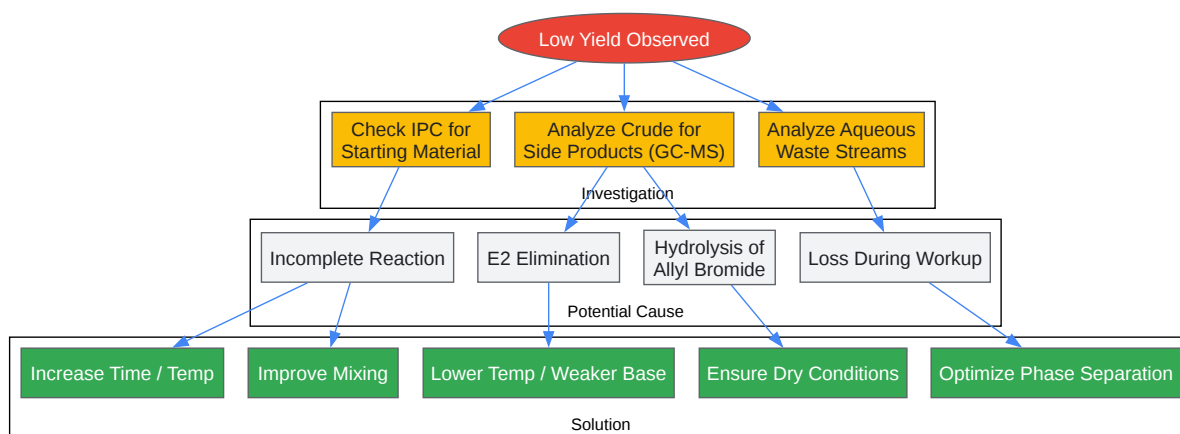 Low Yield Observed
Check IPC for
Starting Material
Analyze Crude for
Side Products (GC-MS)
Analyze Aqueous
Waste Streams
Investigation
Incomplete Reaction
E2 Elimination
Hydrolysis of
Allyl Bromide
Loss During Workup
Potential Cause
Increase Time / Temp
Improve Mixing
Lower Temp / Weaker Base
Ensure Dry Conditions
Optimize Phase Separation
Solution